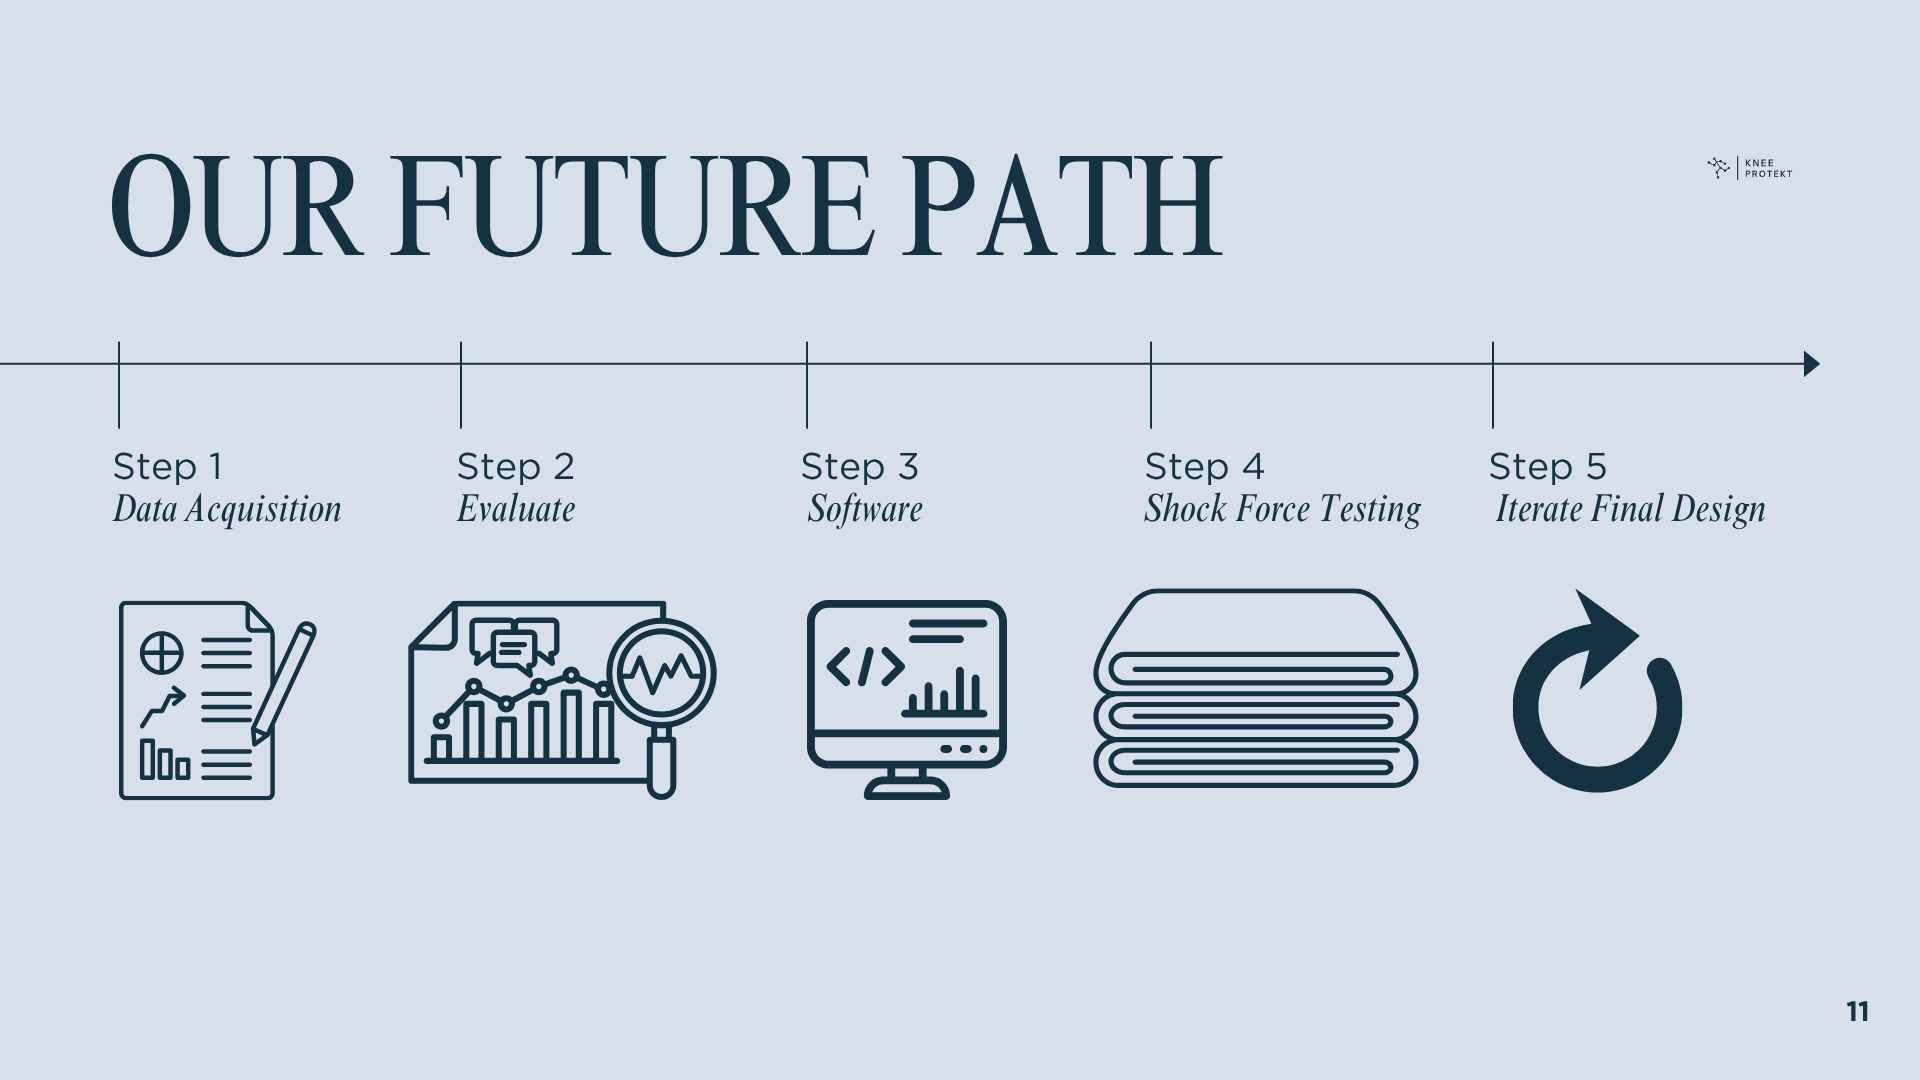 OUR FUTURE PATH
KNEE
PROTEKT
Step 1
Data Acquisition
Step 2
Evaluate
Step 3
Software
Step 4
Shock Force Testing
Step 5
Iterate Final Design
</>
11